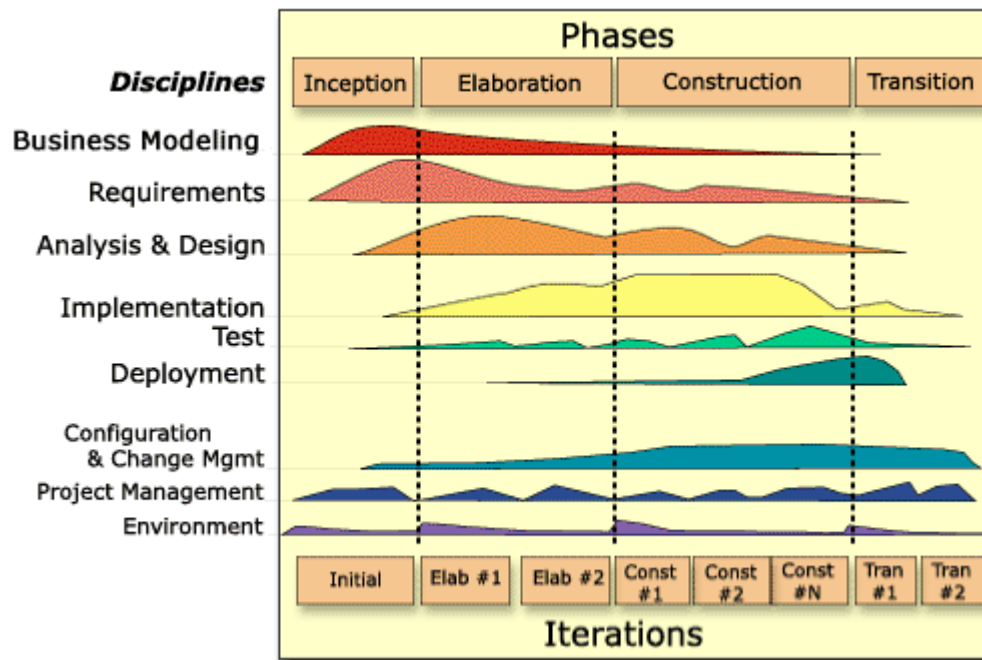 Phases
Disciplines
Inception
Elaboration
Construction
Transition
Business Modeling
Requirements
Analysis & Design
Implementation
Test
Deployment
Configuration
& Change Mgmt
Project Management
Environment
Initial
Elab #1
Elab #2
Const
#1
Const
#2
Const
#N
Tran
#1
Tran
#2
Iterations